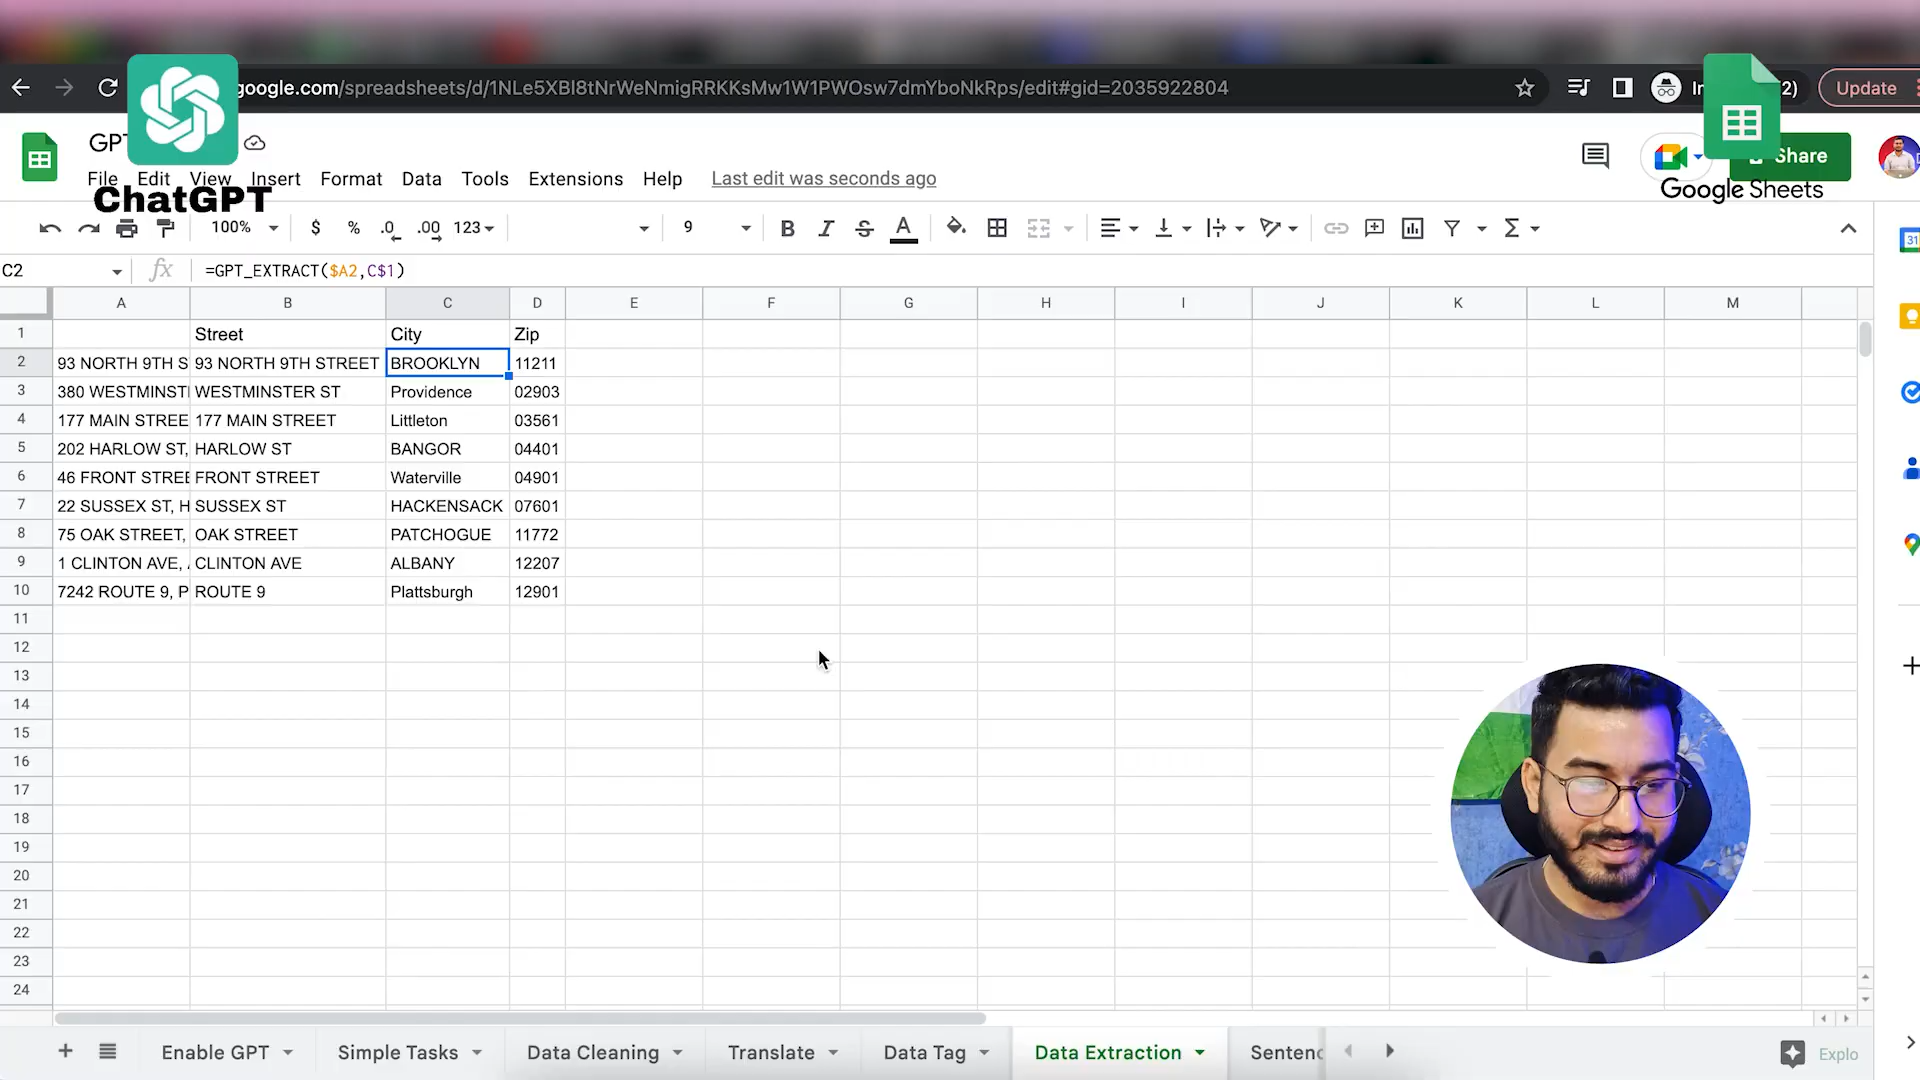 google.com/spreadsheets/d/1NLe5XBl8tNrWeNmigRRKKsMw1W1PWOsw7dmYboNkRps/edit#gid=2035922804
2)
Update
GPT
Share
File Edit View Insert Format Data Tools Extensions Help Last edit was seconds ago
ChatGPT
Google Sheets
100% $ % .0 .00 123 9 B I S A
C2 fx =GPT_EXTRACT($A2,C$1)
A B C D E F G H I J K L M
1 Street City Zip
2 93 NORTH 9TH S 93 NORTH 9TH STREET BROOKLYN 11211
3 380 WESTMINST WESTMINSTER ST Providence 02903
4 177 MAIN STREE 177 MAIN STREET Littleton 03561
5 202 HARLOW ST, HARLOW ST BANGOR 04401
6 46 FRONT STREE FRONT STREET Waterville 04901
7 22 SUSSEX ST, H SUSSEX ST HACKENSACK 07601
8 75 OAK STREET, OAK STREET PATCHOGUE 11772
9 1 CLINTON AVE, CLINTON AVE ALBANY 12207
10 7242 ROUTE 9, P ROUTE 9 Plattsburgh 12901
11
12
13
14
15
16
17
18
19
20
21
22
23
24
31
Enable GPT Simple Tasks Data Cleaning Translate Data Tag Data Extraction Sentenc Explo